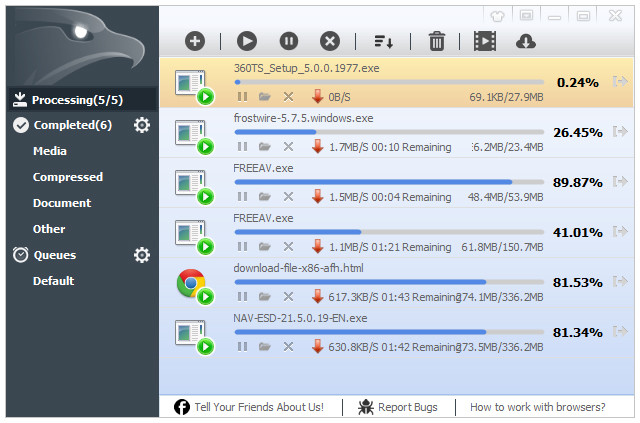 Processing(5/5)
Completed(6)
Media
Compressed
Document
Other
Queues
Default
360TS_Setup_5.0.0.1977.exe
0.24%
0B/S 69.1KB/27.9MB
frostwire-5.7.5.windows.exe
26.45%
1.7MB/S 00:10 Remaining 6.2MB/23.4MB
FREEAV.exe
89.87%
1.5MB/S 00:04 Remaining 48.4MB/53.9MB
FREEAV.exe
41.01%
1.1MB/S 01:21 Remaining 61.8MB/150.7MB
download-file-x86-afh.html
81.53%
617.3KB/S 01:43 Remaining 274.1MB/336.2MB
NAV-ESD-21.5.0.19-EN.exe
81.34%
630.8KB/S 01:42 Remaining 273.5MB/336.2MB
Tell Your Friends About Us! Report Bugs How to work with browsers?